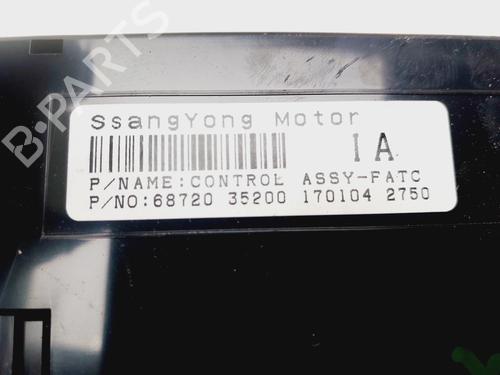 SsangYong Motor
IA
P/NAME:CONTROL ASSY-FATC
P/NO:68720 35200 170104 2750
B-PARTS